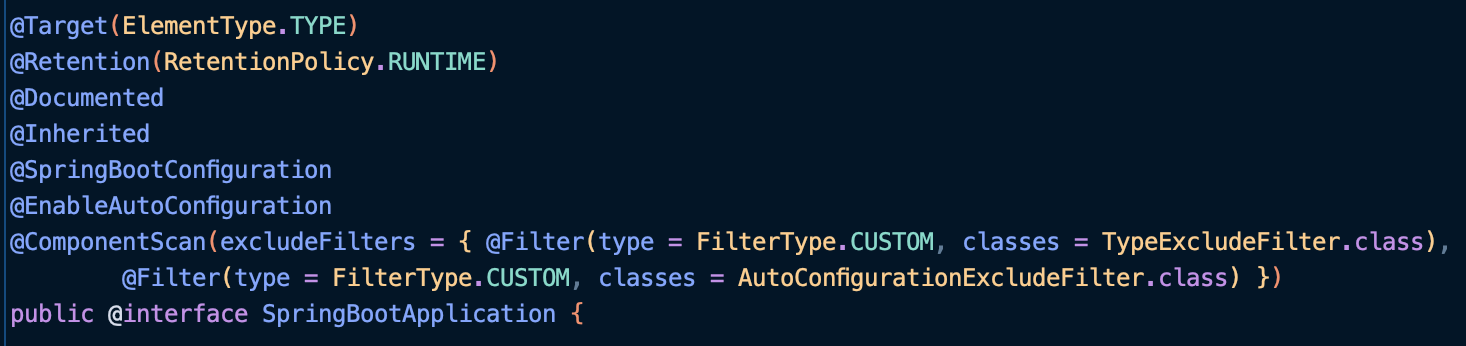 @Target(ElementType.TYPE)
@Retention(RetentionPolicy.RUNTIME)
@Documented
@Inherited
@SpringBootConfiguration
@EnableAutoConfiguration
@ComponentScan(excludeFilters = { @Filter(type = FilterType.CUSTOM, classes = TypeExcludeFilter.class),
        @Filter(type = FilterType.CUSTOM, classes = AutoConfigurationExcludeFilter.class) })
public @interface SpringBootApplication {